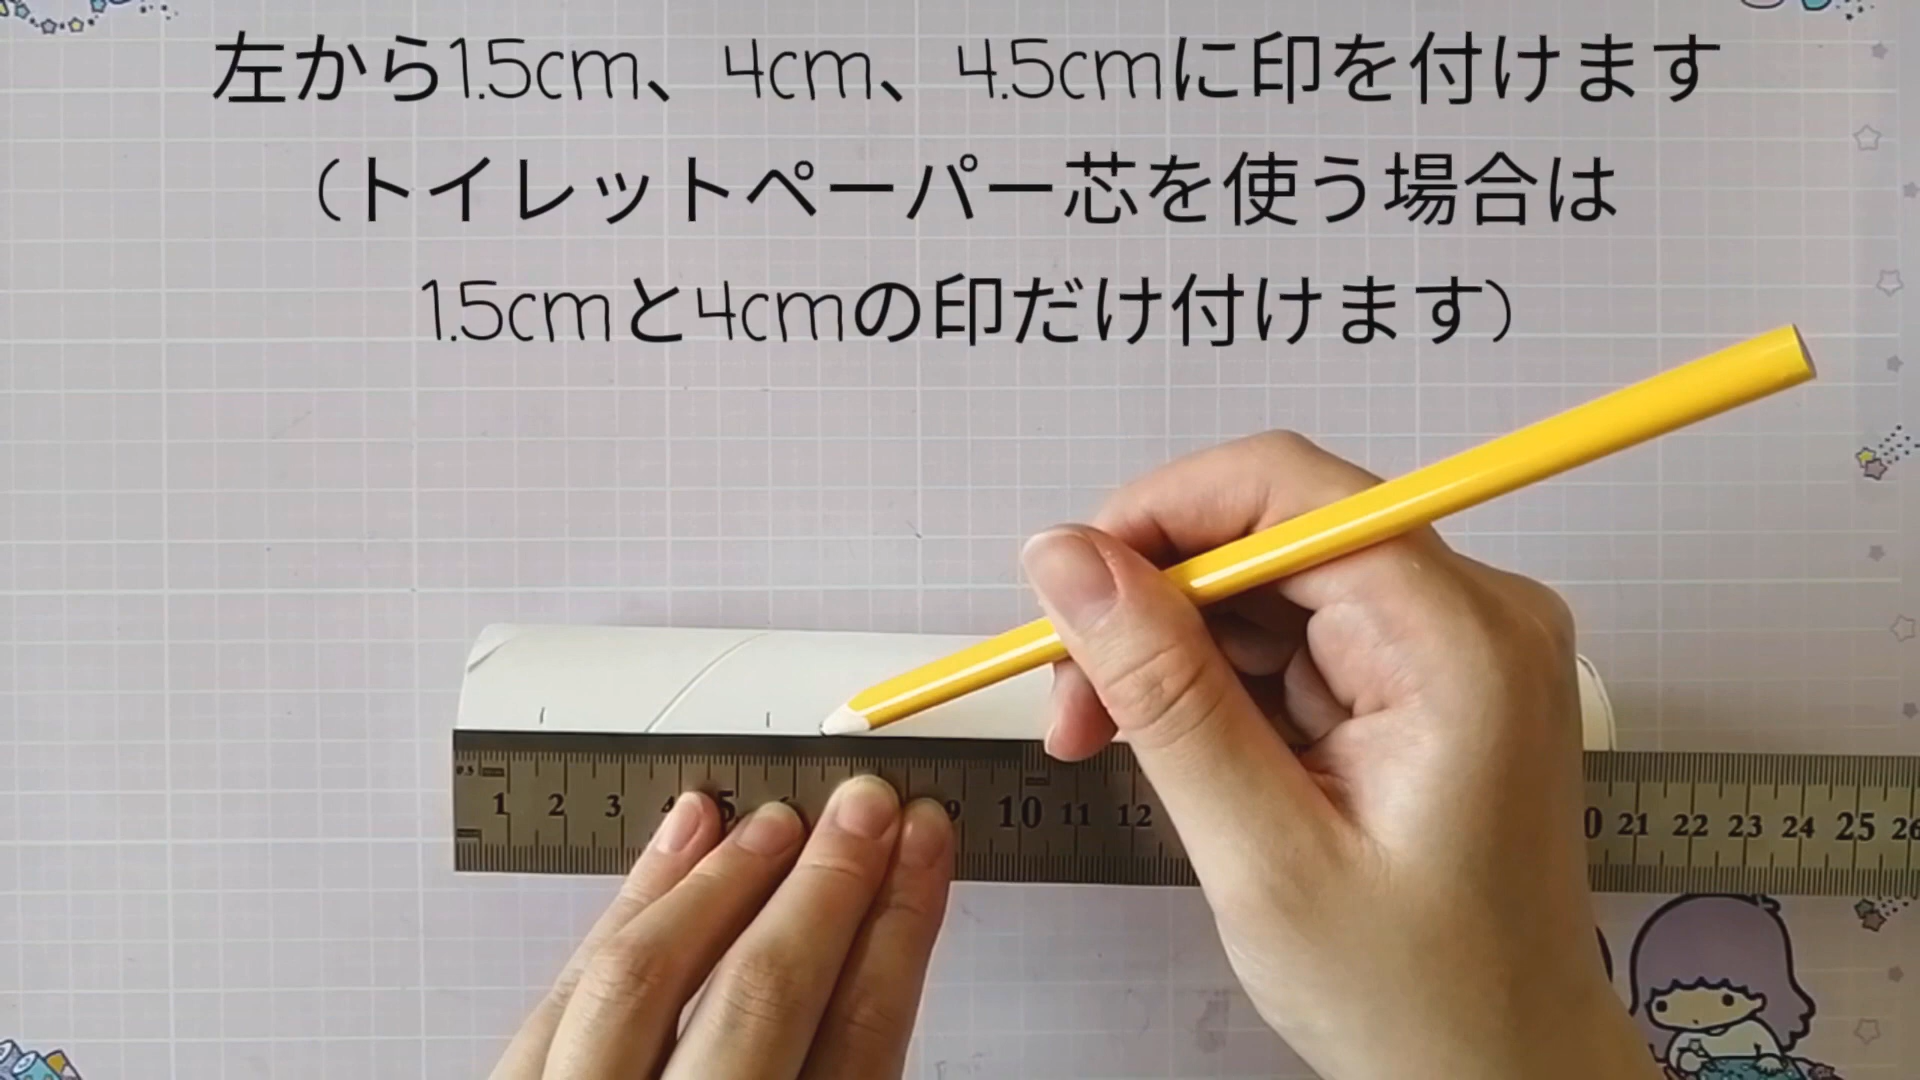 左から1.5cm、4cm、4.5cmに印を付けます
（トイレットペーパー芯を使う場合は
1.5cmと4cmの印だけ付けます）
0.5
1 2 3 4 5 9 10 11 12 0 21 22 23 24 25 26